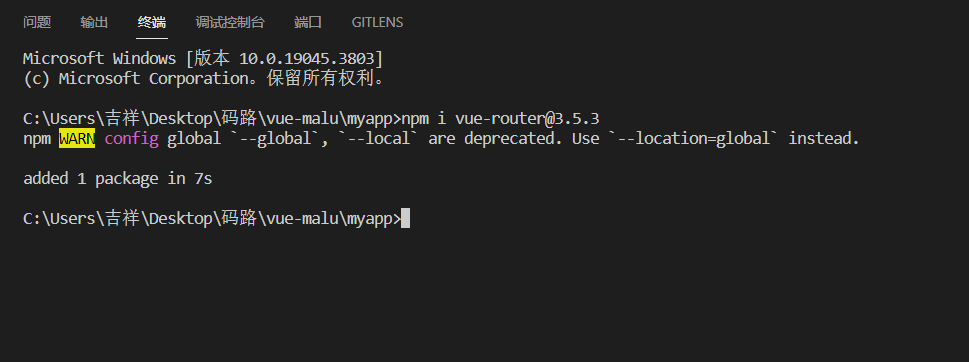 问题 输出 终端 调试控制台 端口 GITLENS
Microsoft Windows [版本 10.0.19045.3803]
(c) Microsoft Corporation。保留所有权利。
C:\Users\吉祥\Desktop\码路\vue-malu\myapp>npm i vue-router@3.5.3
npm WARN config global `--global`, `--local` are deprecated. Use `--location=global` instead.
added 1 package in 7s
C:\Users\吉祥\Desktop\码路\vue-malu\myapp>